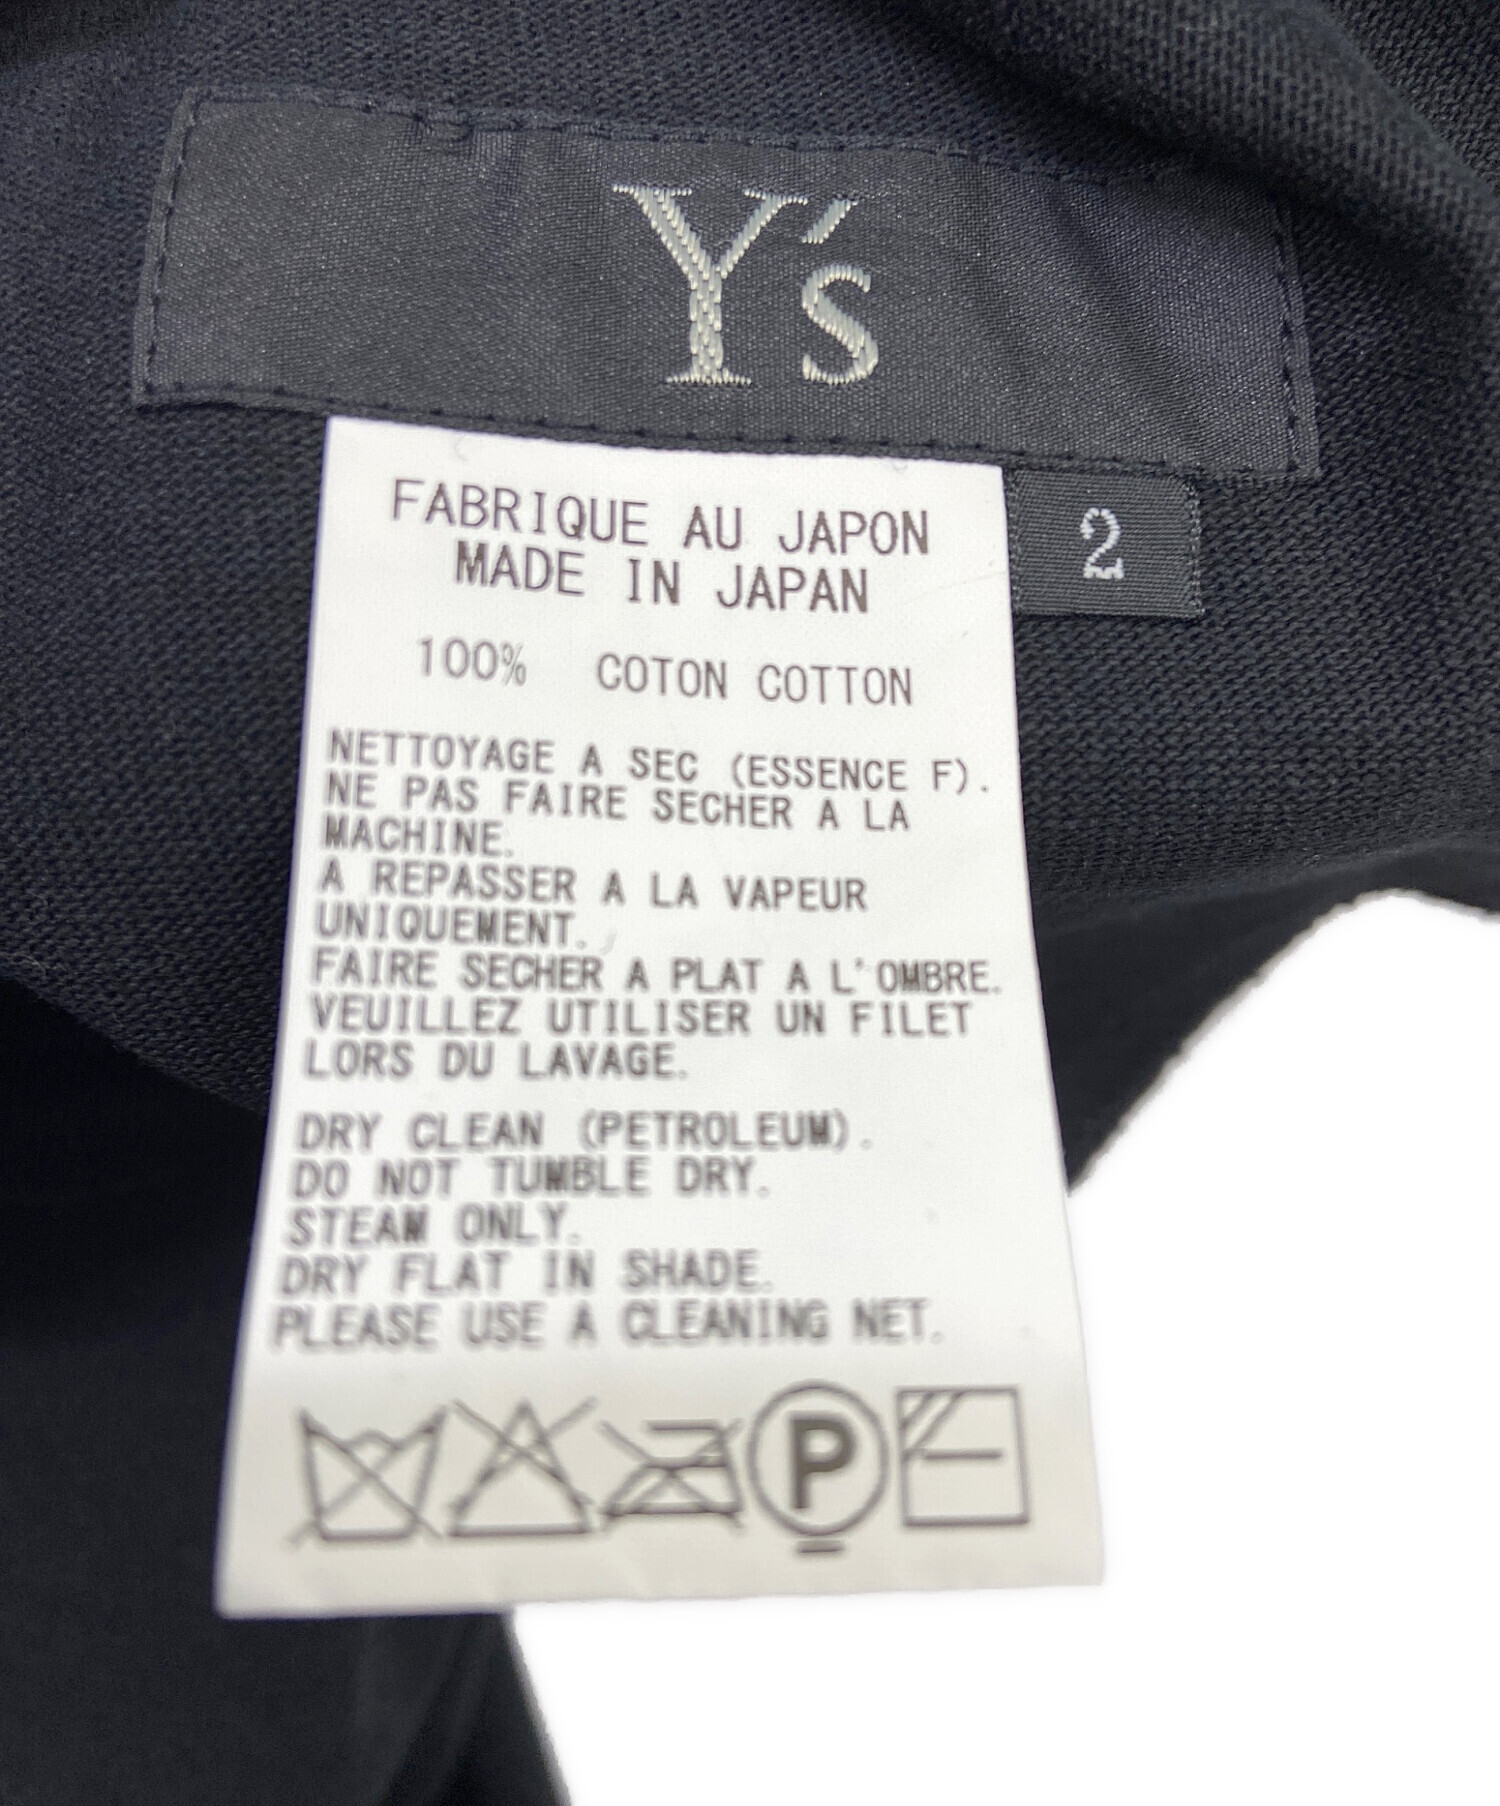 Y's
2
FABRIQUE AU JAPON
MADE IN JAPAN
100% COTON COTTON
NETTOYAGE A SEC (ESSENCE F).
NE PAS FAIRE SECHER A LA
MACHINE.
A REPASSER A LA VAPEUR
UNIQUEMENT.
FAIRE SECHER A PLAT A L'OMBRE.
VEUILLEZ UTILISER UN FILET
LORS DU LAVAGE.
DRY CLEAN (PETROLEUM).
DO NOT TUMBLE DRY.
STEAM ONLY.
DRY FLAT IN SHADE.
PLEASE USE A CLEANING NET.
P